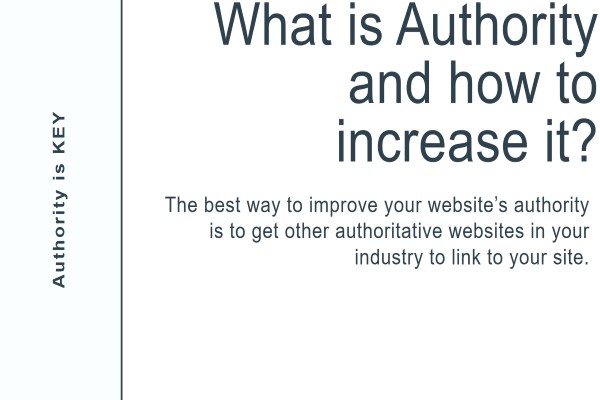 Authority is KEY
What is Authority
and how to
increase it?
The best way to improve your website’s authority
is to get other authoritative websites in your
industry to link to your site.